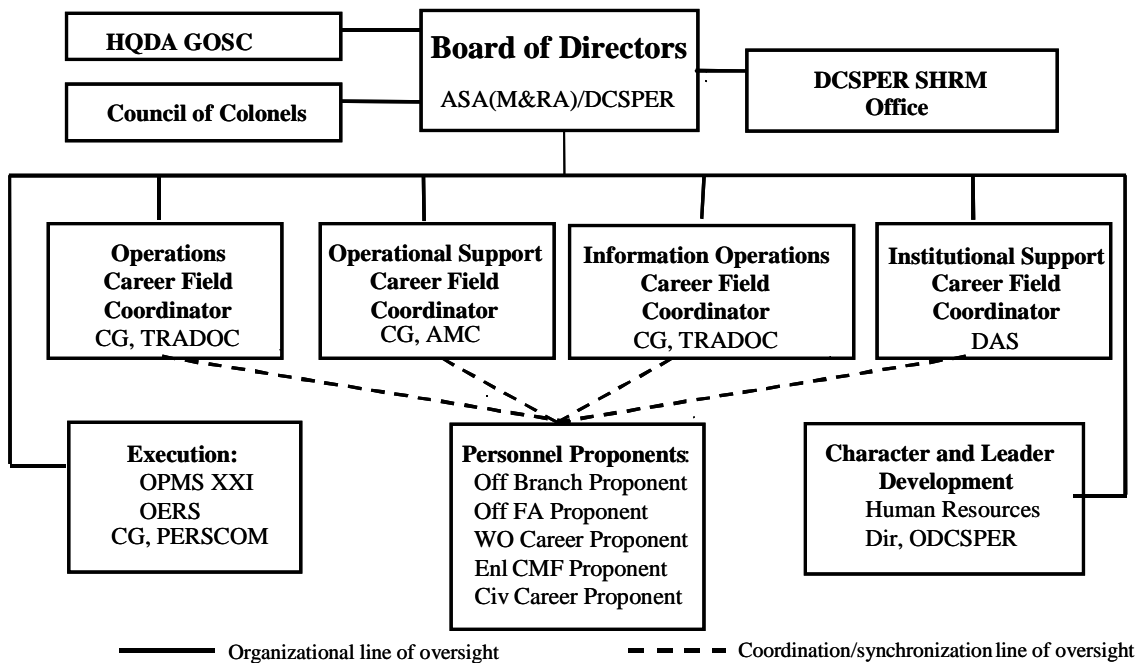 HQDA GOSC
Council of Colonels
Board of Directors
ASA(M&RA)/DCSPER
DCSPER SHRM
Office
Operations
Career Field
Coordinator
CG, TRADOC
Operational Support
Career Field
Coordinator
CG, AMC
Information Operations
Career Field
Coordinator
CG, TRADOC
Institutional Support
Career Field
Coordinator
DAS
Execution:
OPMS XXI
OERS
CG, PERSCOM
Personnel Proponents:
Off Branch Proponent
Off FA Proponent
WO Career Proponent
Enl CMF Proponent
Civ Career Proponent
Character and Leader
Development
Human Resources
Dir, ODCSPER
Organizational line of oversight
Coordination/synchronization line of oversight